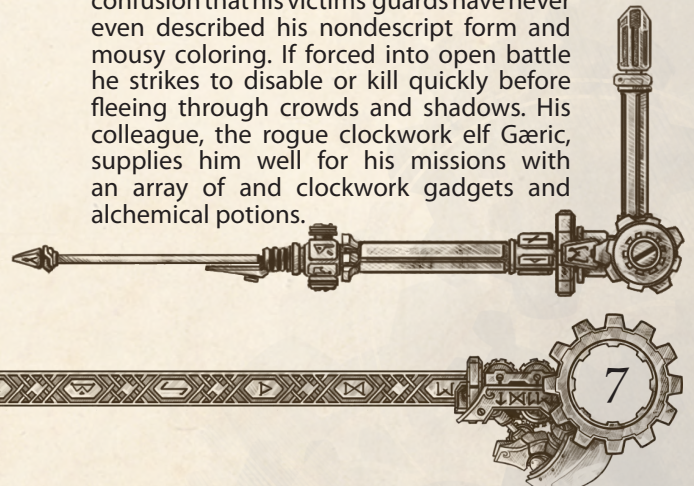 confusion that his victims' guards have never
even described his nondescript form and
mousy coloring. If forced into open battle
he strikes to disable or kill quickly before
fleeing through crowds and shadows. His
colleague, the rogue clockwork elf Gæric,
supplies him well for his missions with
an array of and clockwork gadgets and
alchemical potions.
7